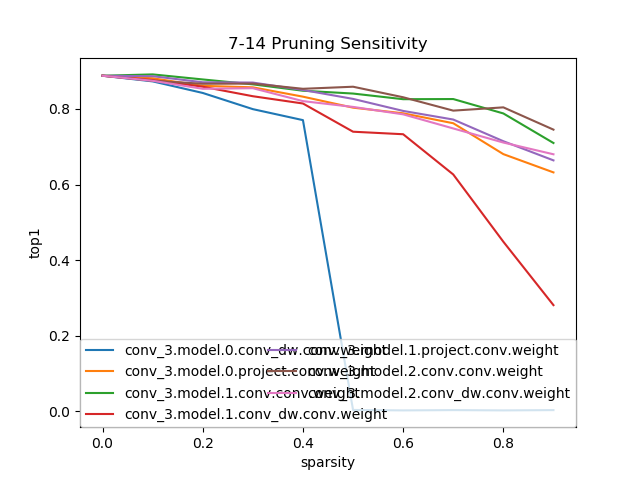 7-14 Pruning Sensitivity
top1
0.8
0.6
0.4
0.2
0.0
conv_3.model.0.conv_dw.conv.weight
conv_3.model.0.project.conv.weight
conv_3.model.1.conv.conv.weight
conv_3.model.1.conv_dw.conv.weight
conv_3.model.1.project.conv.weight
conv_3.model.2.conv.conv.weight
conv_3.model.2.conv_dw.conv.weight
0.0 0.2 0.4 0.6 0.8
sparsity